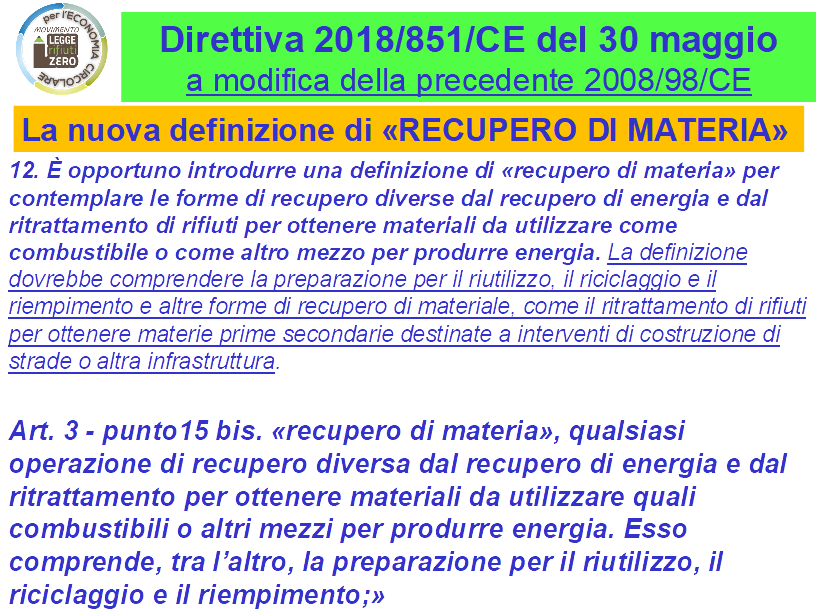 per l'ECONOMIA CIRCOLARE
MOVIMENTO
LEGGE
rifiuti
ZERO
Direttiva 2018/851/CE del 30 maggio
a modifica della precedente 2008/98/CE
La nuova definizione di «RECUPERO DI MATERIA»
12. È opportuno introdurre una definizione di «recupero di materia» per
contemplare le forme di recupero diverse dal recupero di energia e dal
ritrattamento di rifiuti per ottenere materiali da utilizzare come
combustibile o come altro mezzo per produrre energia. La definizione
dovrebbe comprendere la preparazione per il riutilizzo, il riciclaggio e il
riempimento e altre forme di recupero di materiale, come il ritrattamento di rifiuti
per ottenere materie prime secondarie destinate a interventi di costruzione di
strade o altra infrastruttura.
Art. 3 - punto15 bis. «recupero di materia», qualsiasi
operazione di recupero diversa dal recupero di energia e dal
ritrattamento per ottenere materiali da utilizzare quali
combustibili o altri mezzi per produrre energia. Esso
comprende, tra l'altro, la preparazione per il riutilizzo, il
riciclaggio e il riempimento;»